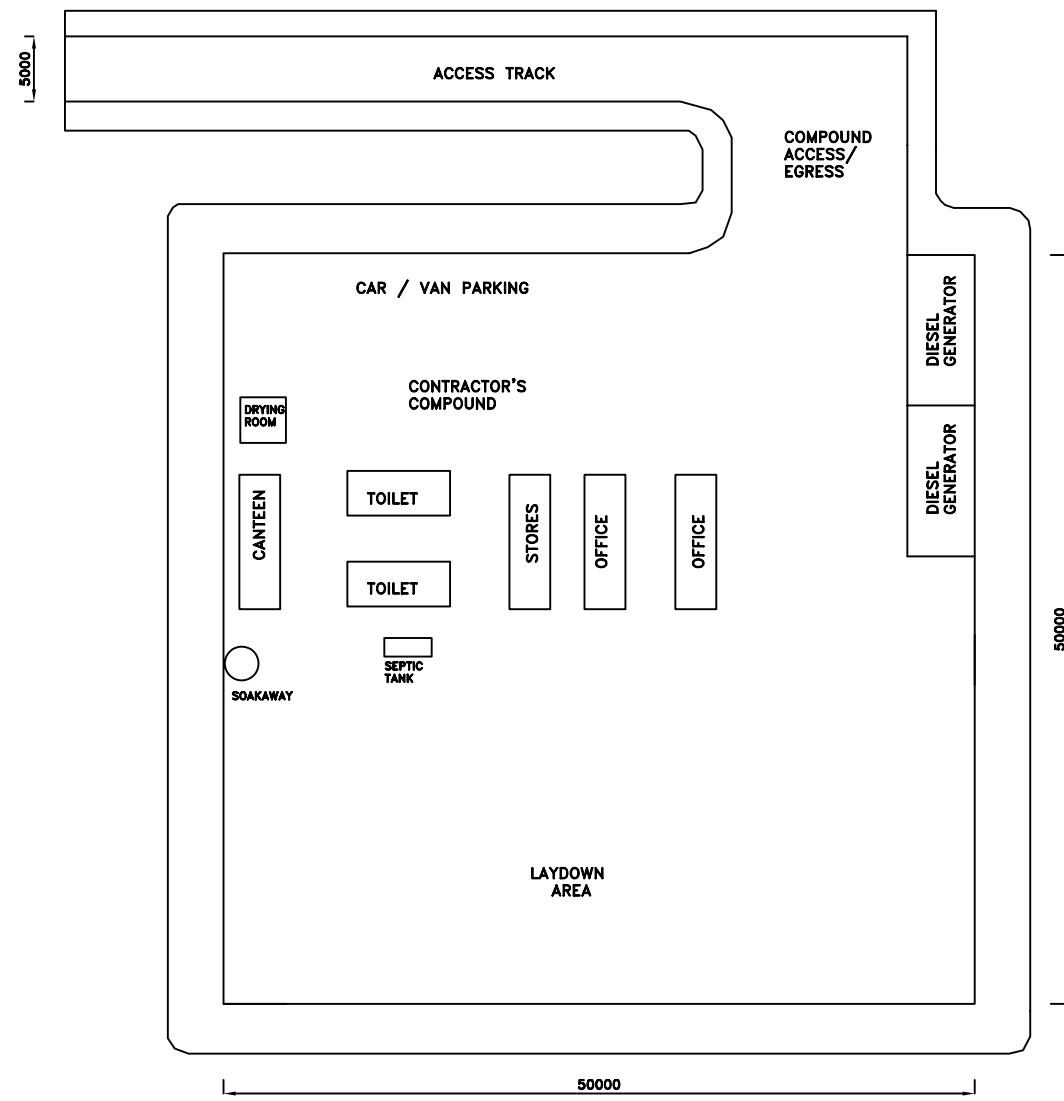 5000
ACCESS TRACK
COMPOUND
ACCESS/
EGRESS
CAR / VAN PARKING
DIESEL
GENERATOR
CONTRACTOR'S
COMPOUND
DRYING
ROOM
DIESEL
GENERATOR
CANTEEN
TOILET
STORES
OFFICE
OFFICE
TOILET
50000
SEPTIC
TANK
SOAKAWAY
LAYDOWN
AREA
50000